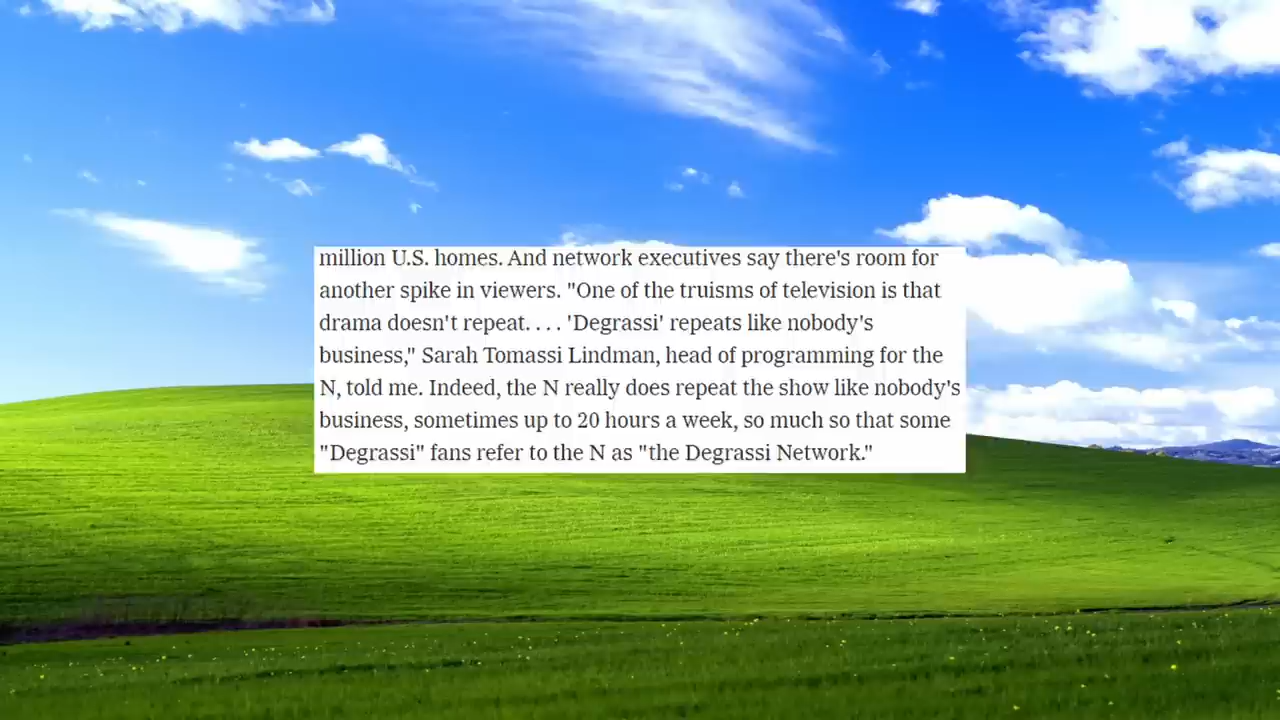 million U.S. homes. And network executives say there's room for
another spike in viewers. "One of the truisms of television is that
drama doesn't repeat. . . . 'Degrassi' repeats like nobody's
business," Sarah Tomassi Lindman, head of programming for the
N, told me. Indeed, the N really does repeat the show like nobody's
business, sometimes up to 20 hours a week, so much so that some
"Degrassi" fans refer to the N as "the Degrassi Network."